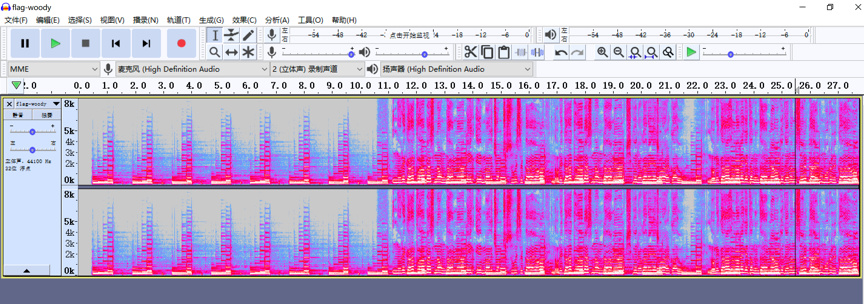 flag-woody
文件(F) 编辑(E) 选择(S) 视图(V) 播录(N) 轨道(T) 生成(G) 效果(C) 分析(A) 工具(O) 帮助(H)
左 右 -54 -48 -42 点击开始监视 -18 -12 -6 0 左 右 -54 -48 -42 -36 -30 -24 -18 -12 -6 0
MME 麦克风 (High Definition Audio 2 (立体声) 录制声道 扬声器 (High Definition Audio
1.0 0.0 1.0 2.0 3.0 4.0 5.0 6.0 7.0 8.0 9.0 10.0 11.0 12.0 13.0 14.0 15.0 16.0 17.0 18.0 19.0 20.0 21.0 22.0 23.0 24.0 25.0 26.0 27.0
flag-woody
静音 独奏
- +
左 右
立体声, 44100 Hz
32位 浮点
8k
5k
4k
3k
2k
0k
8k
5k
4k
3k
2k
0k